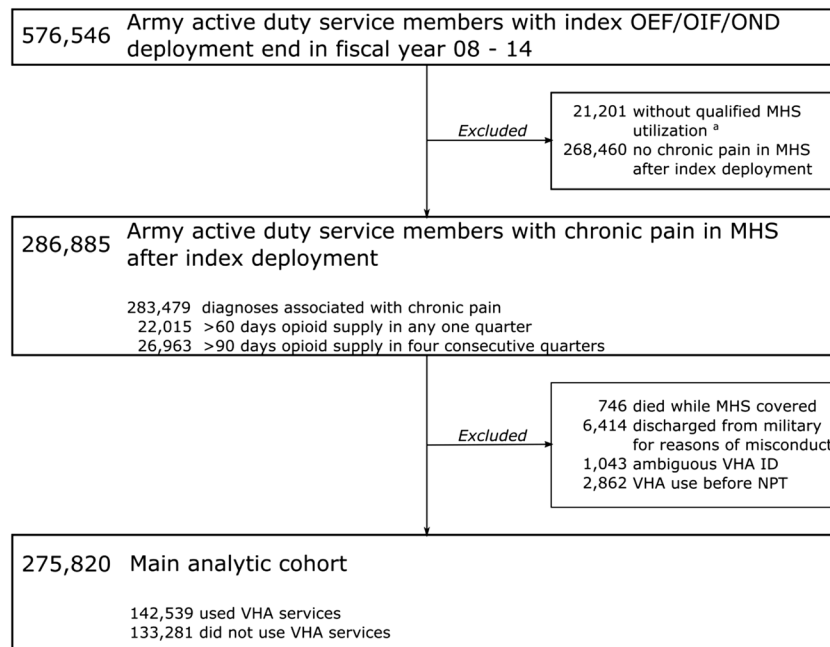 576,546 Army active duty service members with index OEF/OIF/OND
deployment end in fiscal year 08 - 14
Excluded
21,201 without qualified MHS
utilization a
268,460 no chronic pain in MHS
after index deployment
286,885 Army active duty service members with chronic pain in MHS
after index deployment
283,479 diagnoses associated with chronic pain
22,015 >60 days opioid supply in any one quarter
26,963 >90 days opioid supply in four consecutive quarters
Excluded
746 died while MHS covered
6,414 discharged from military
for reasons of misconduct
1,043 ambiguous VHA ID
2,862 VHA use before NPT
275,820 Main analytic cohort
142,539 used VHA services
133,281 did not use VHA services